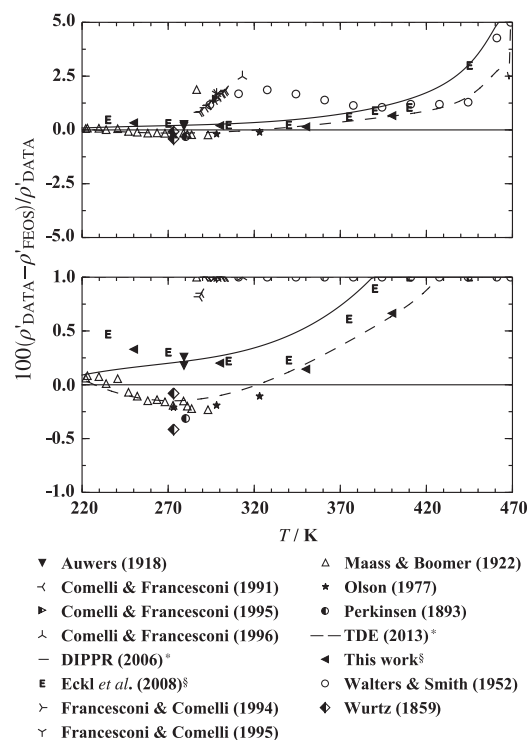 5.0
2.5
0.0
2.5
5.0
100(ρ'DATA−ρ'FEOS)/ρ'DATA
1.0
0.5
0.0
-0.5
-1.0
220 270 320 370 420 470
T / K
Auwers (1918)
Comelli & Francesconi (1991)
Comelli & Francesconi (1995)
Comelli & Francesconi (1996)
DIPPR (2006)*
Eckl et al. (2008)§
Francesconi & Comelli (1994)
Francesconi & Comelli (1995)
Maass & Boomer (1922)
Olson (1977)
Perkinsen (1893)
TDE (2013)*
This work§
Walters & Smith (1952)
Wurtz (1859)